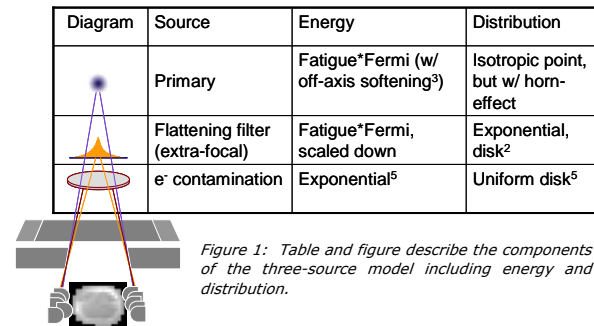 Diagram Source Energy Distribution
Primary
Fatigue*Fermi (w/
off-axis softening³)
Isotropic point,
but w/ horn-
effect
Flattening filter
(extra-focal)
Fatigue*Fermi,
scaled down
Exponential,
disk²
e⁻ contamination Exponential⁵ Uniform disk⁵
Figure 1: Table and figure describe the components
of the three-source model including energy and
distribution.